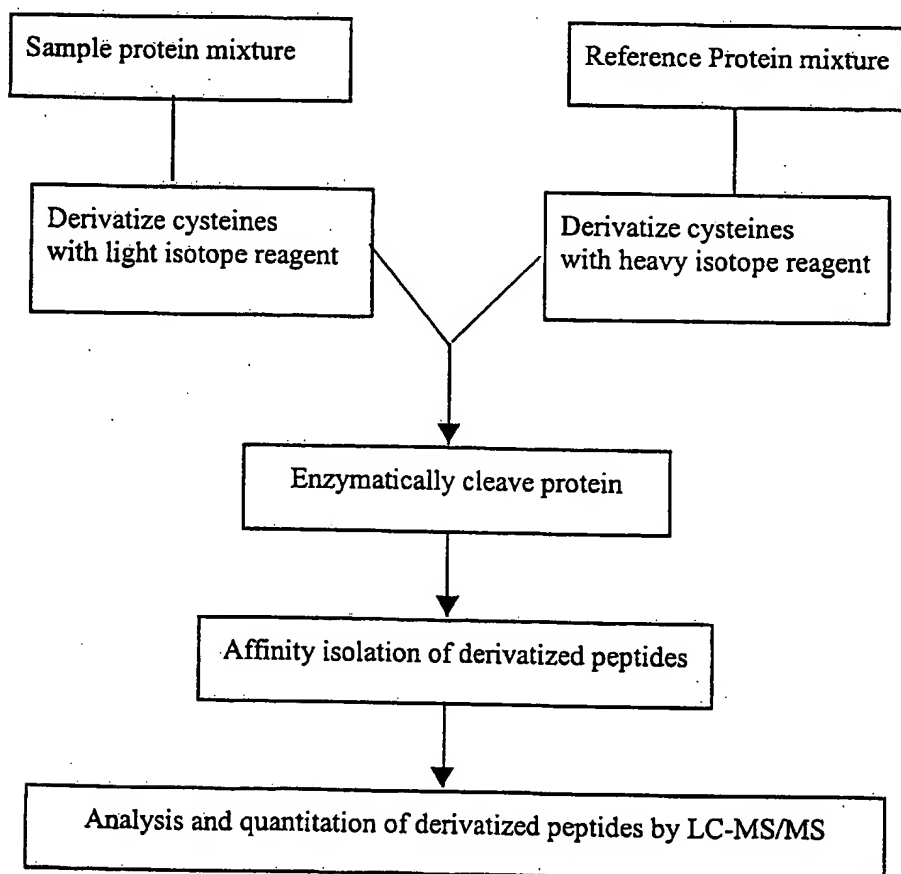 Sample protein mixture
Reference Protein mixture
Derivatize cysteines
with light isotope reagent
Derivatize cysteines
with heavy isotope reagent
Enzymatically cleave protein
Affinity isolation of derivatized peptides
Analysis and quantitation of derivatized peptides by LC-MS/MS